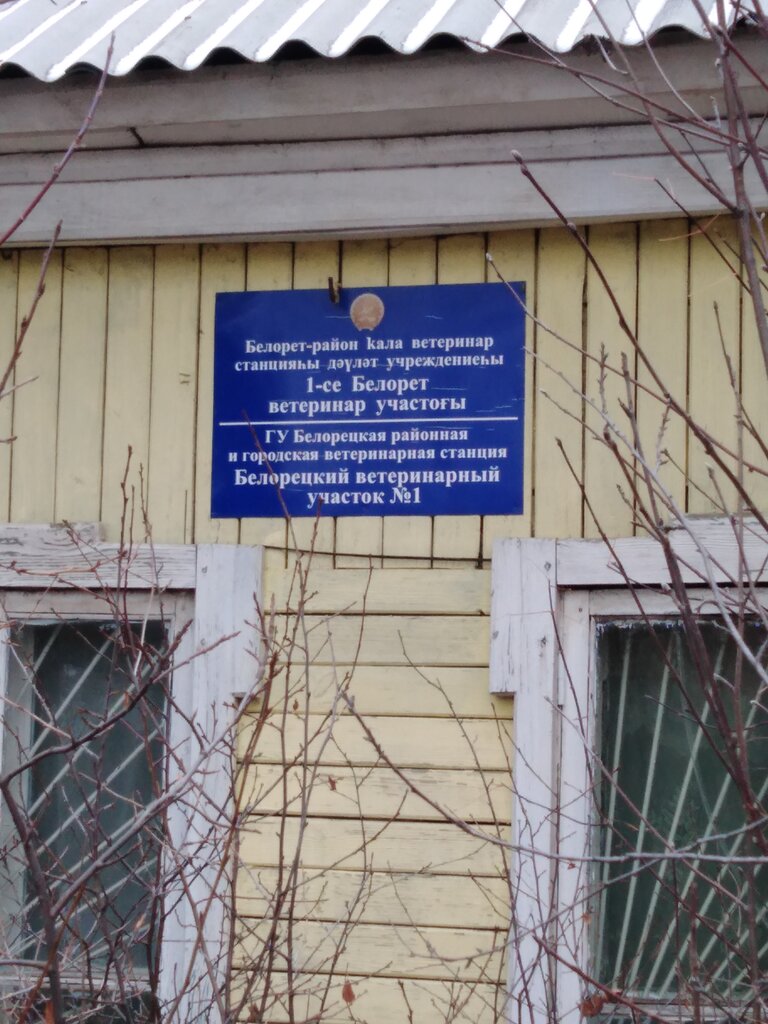 Белорет-район ҡала ветеринар
станцияһы дәүләт учреждениеһы
1-се Белорет
ветеринар участоғы
ГУ Белорецкая районная
и городская ветеринарная станция
Белорецкий ветеринарный
участок №1